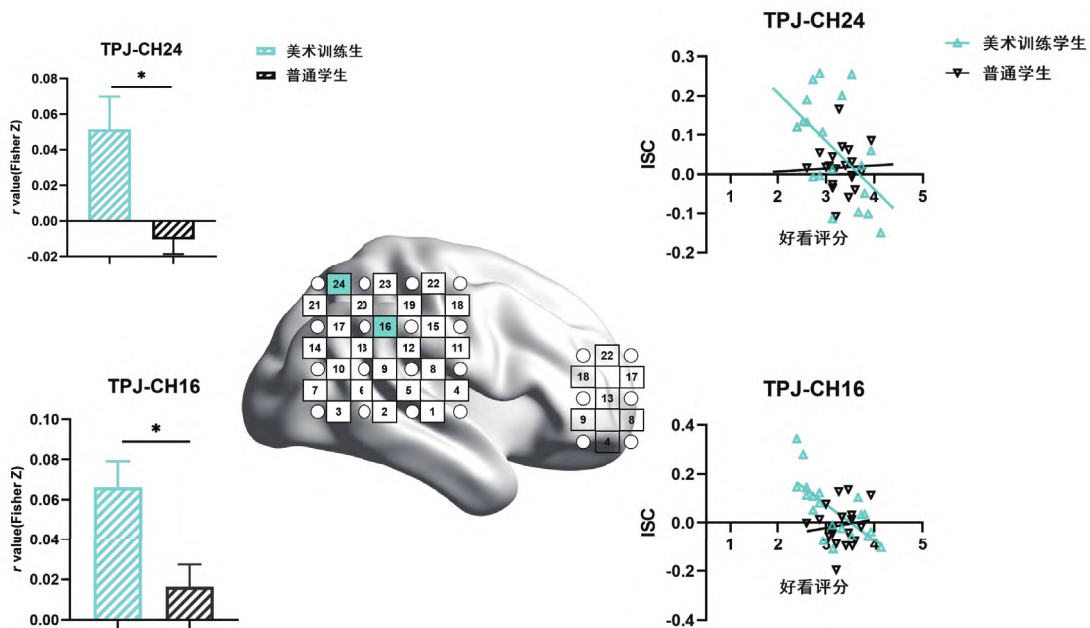 TPJ-CH24
美术训练生
普通学生
r value(Fisher Z)
0.08
*
0.06
0.04
0.02
0.00
-0.02
TPJ-CH16
r value(Fisher Z)
0.10
*
0.08
0.06
0.04
0.02
0.00
24 23 22
21 20 19 18
17 16 15
14 13 12 11
10 9 8
7 6 5 4
3 2 1
22
18 17
13
9 8
4
TPJ-CH24
美术训练学生
普通学生
ISC
0.3
0.2
0.1
0.0
-0.1
-0.2
1 2 3 4 5
好看评分
TPJ-CH16
ISC
0.4
0.2
0.0
-0.2
-0.4
1 2 3 4 5
好看评分